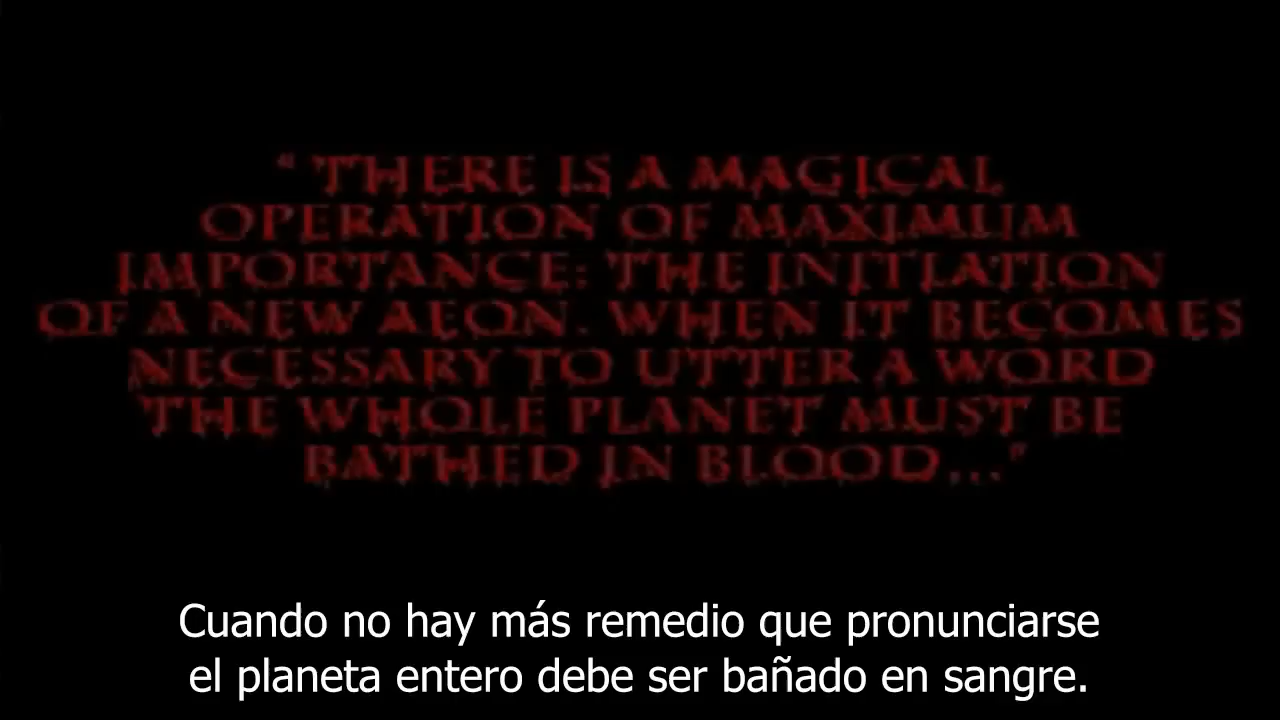 " THERE IS A MAGICAL
OPERATION OF MAXIMUM
IMPORTANCE: THE INITIATION
OF A NEW AEON. WHEN IT BECOMES
NECESSARY TO UTTER A WORD
THE WHOLE PLANET MUST BE
BATHED IN BLOOD..."
Cuando no hay más remedio que pronunciarse
el planeta entero debe ser bañado en sangre.